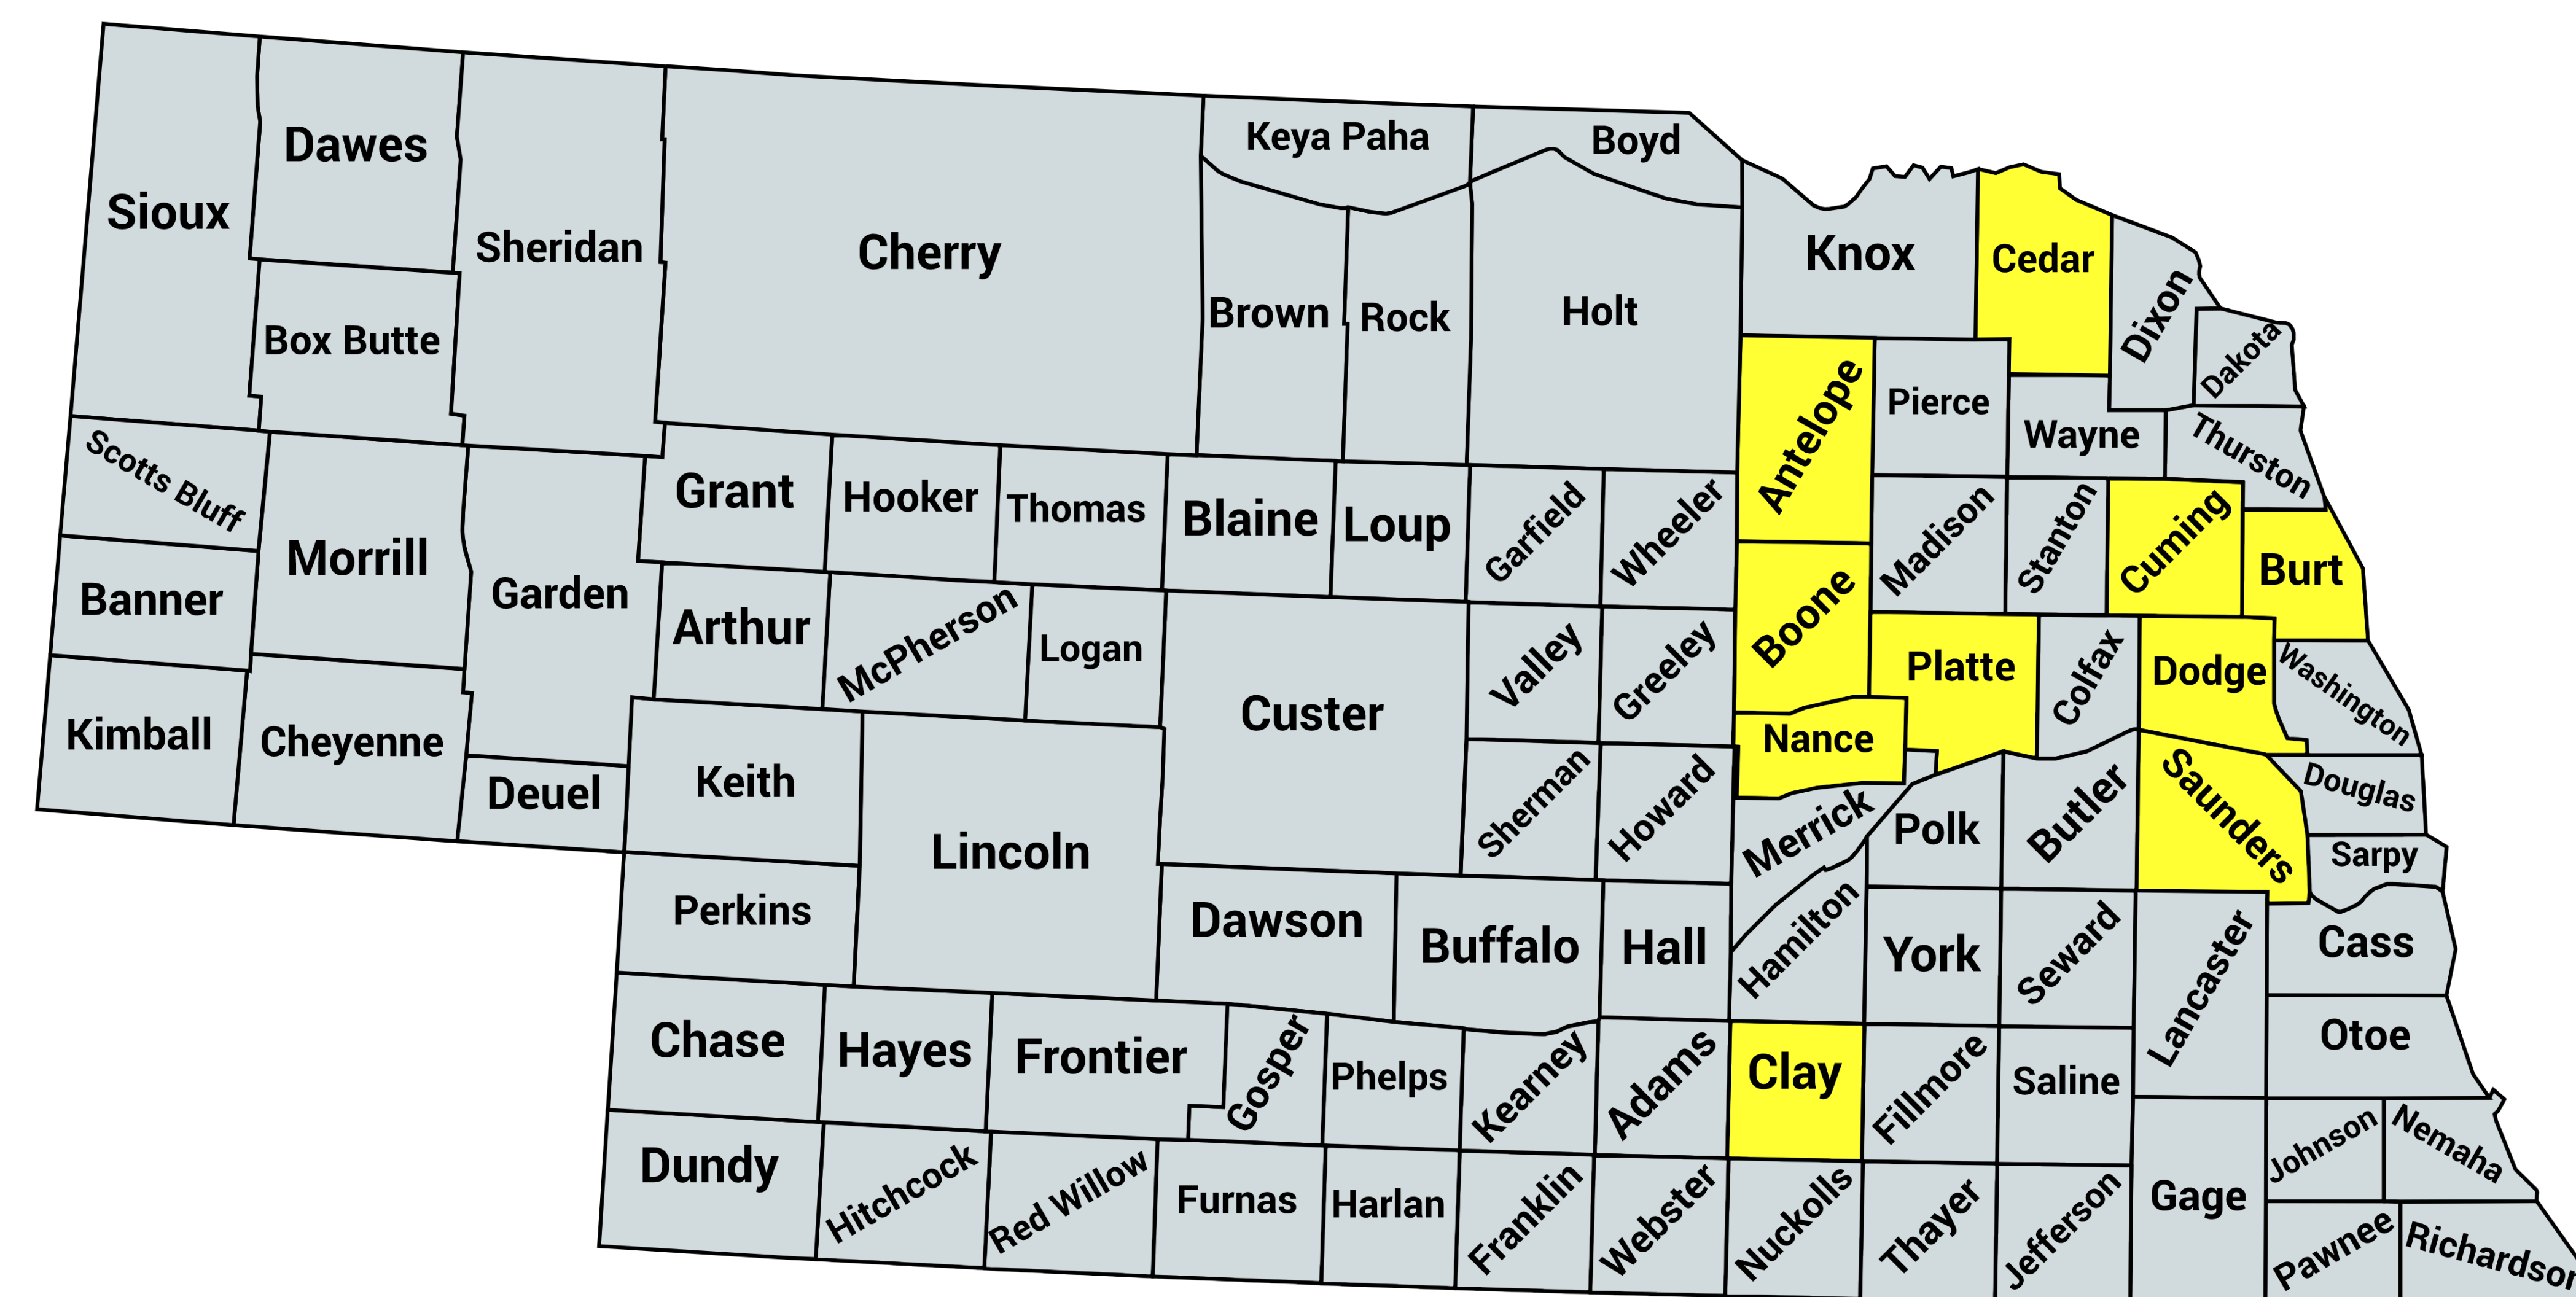 Sioux
Dawes
Box Butte
Sheridan
Cherry
Keya Paha
Boyd
Brown
Rock
Holt
Knox
Cedar
Dixon
Dakota
Scotts Bluff
Banner
Kimball
Morrill
Cheyenne
Garden
Deuel
Grant
Hooker
Thomas
Blaine
Loup
Garfield
Wheeler
Antelope
Pierce
Wayne
Thurston
Arthur
McPherson
Logan
Custer
Valley
Greeley
Boone
Madison
Stanton
Cuming
Burt
Keith
Lincoln
Sherman
Howard
Nance
Platte
Colfax
Dodge
Washington
Merrick
Polk
Butler
Saunders
Douglas
Sarpy
Perkins
Dawson
Buffalo
Hall
Hamilton
York
Seward
Lancaster
Cass
Otoe
Chase
Hayes
Frontier
Gosper
Phelps
Kearney
Adams
Clay
Fillmore
Saline
Dundy
Hitchcock
Red Willow
Furnas
Harlan
Franklin
Webster
Nuckolls
Thayer
Jefferson
Gage
Johnson
Nemaha
Pawnee
Richardson